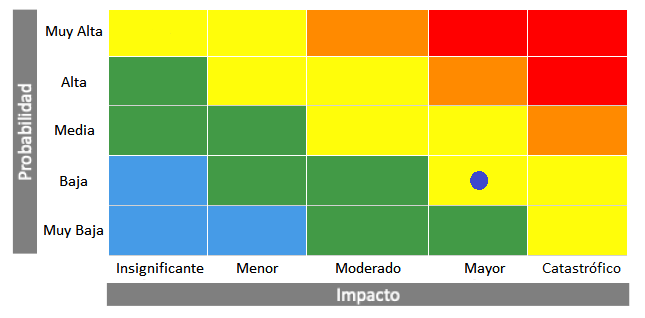 Probabilidad
Muy Alta
Alta
Media
Baja
Muy Baja
Insignificante Menor Moderado Mayor Catastrófico
Impacto